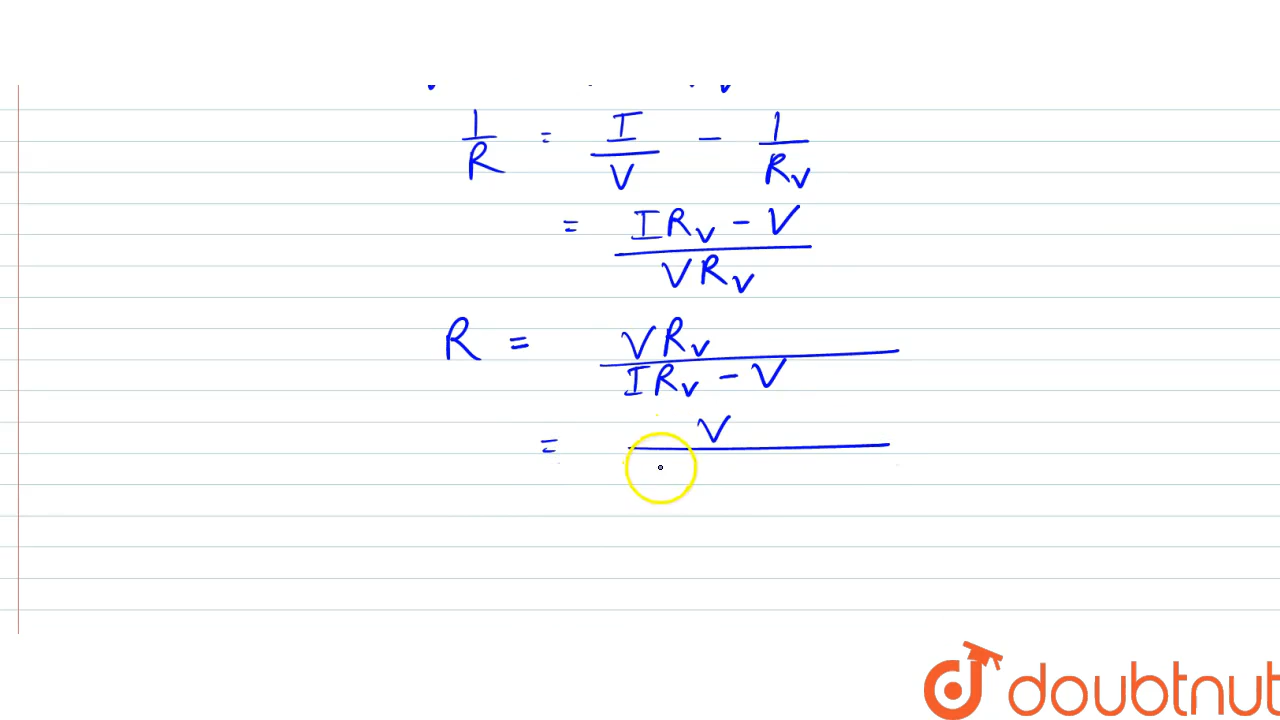 1/R = I/V - 1/R_V
= (IR_V - V)/(VR_V)
R = VR_V/(IR_V - V)
= V/
doubtnut